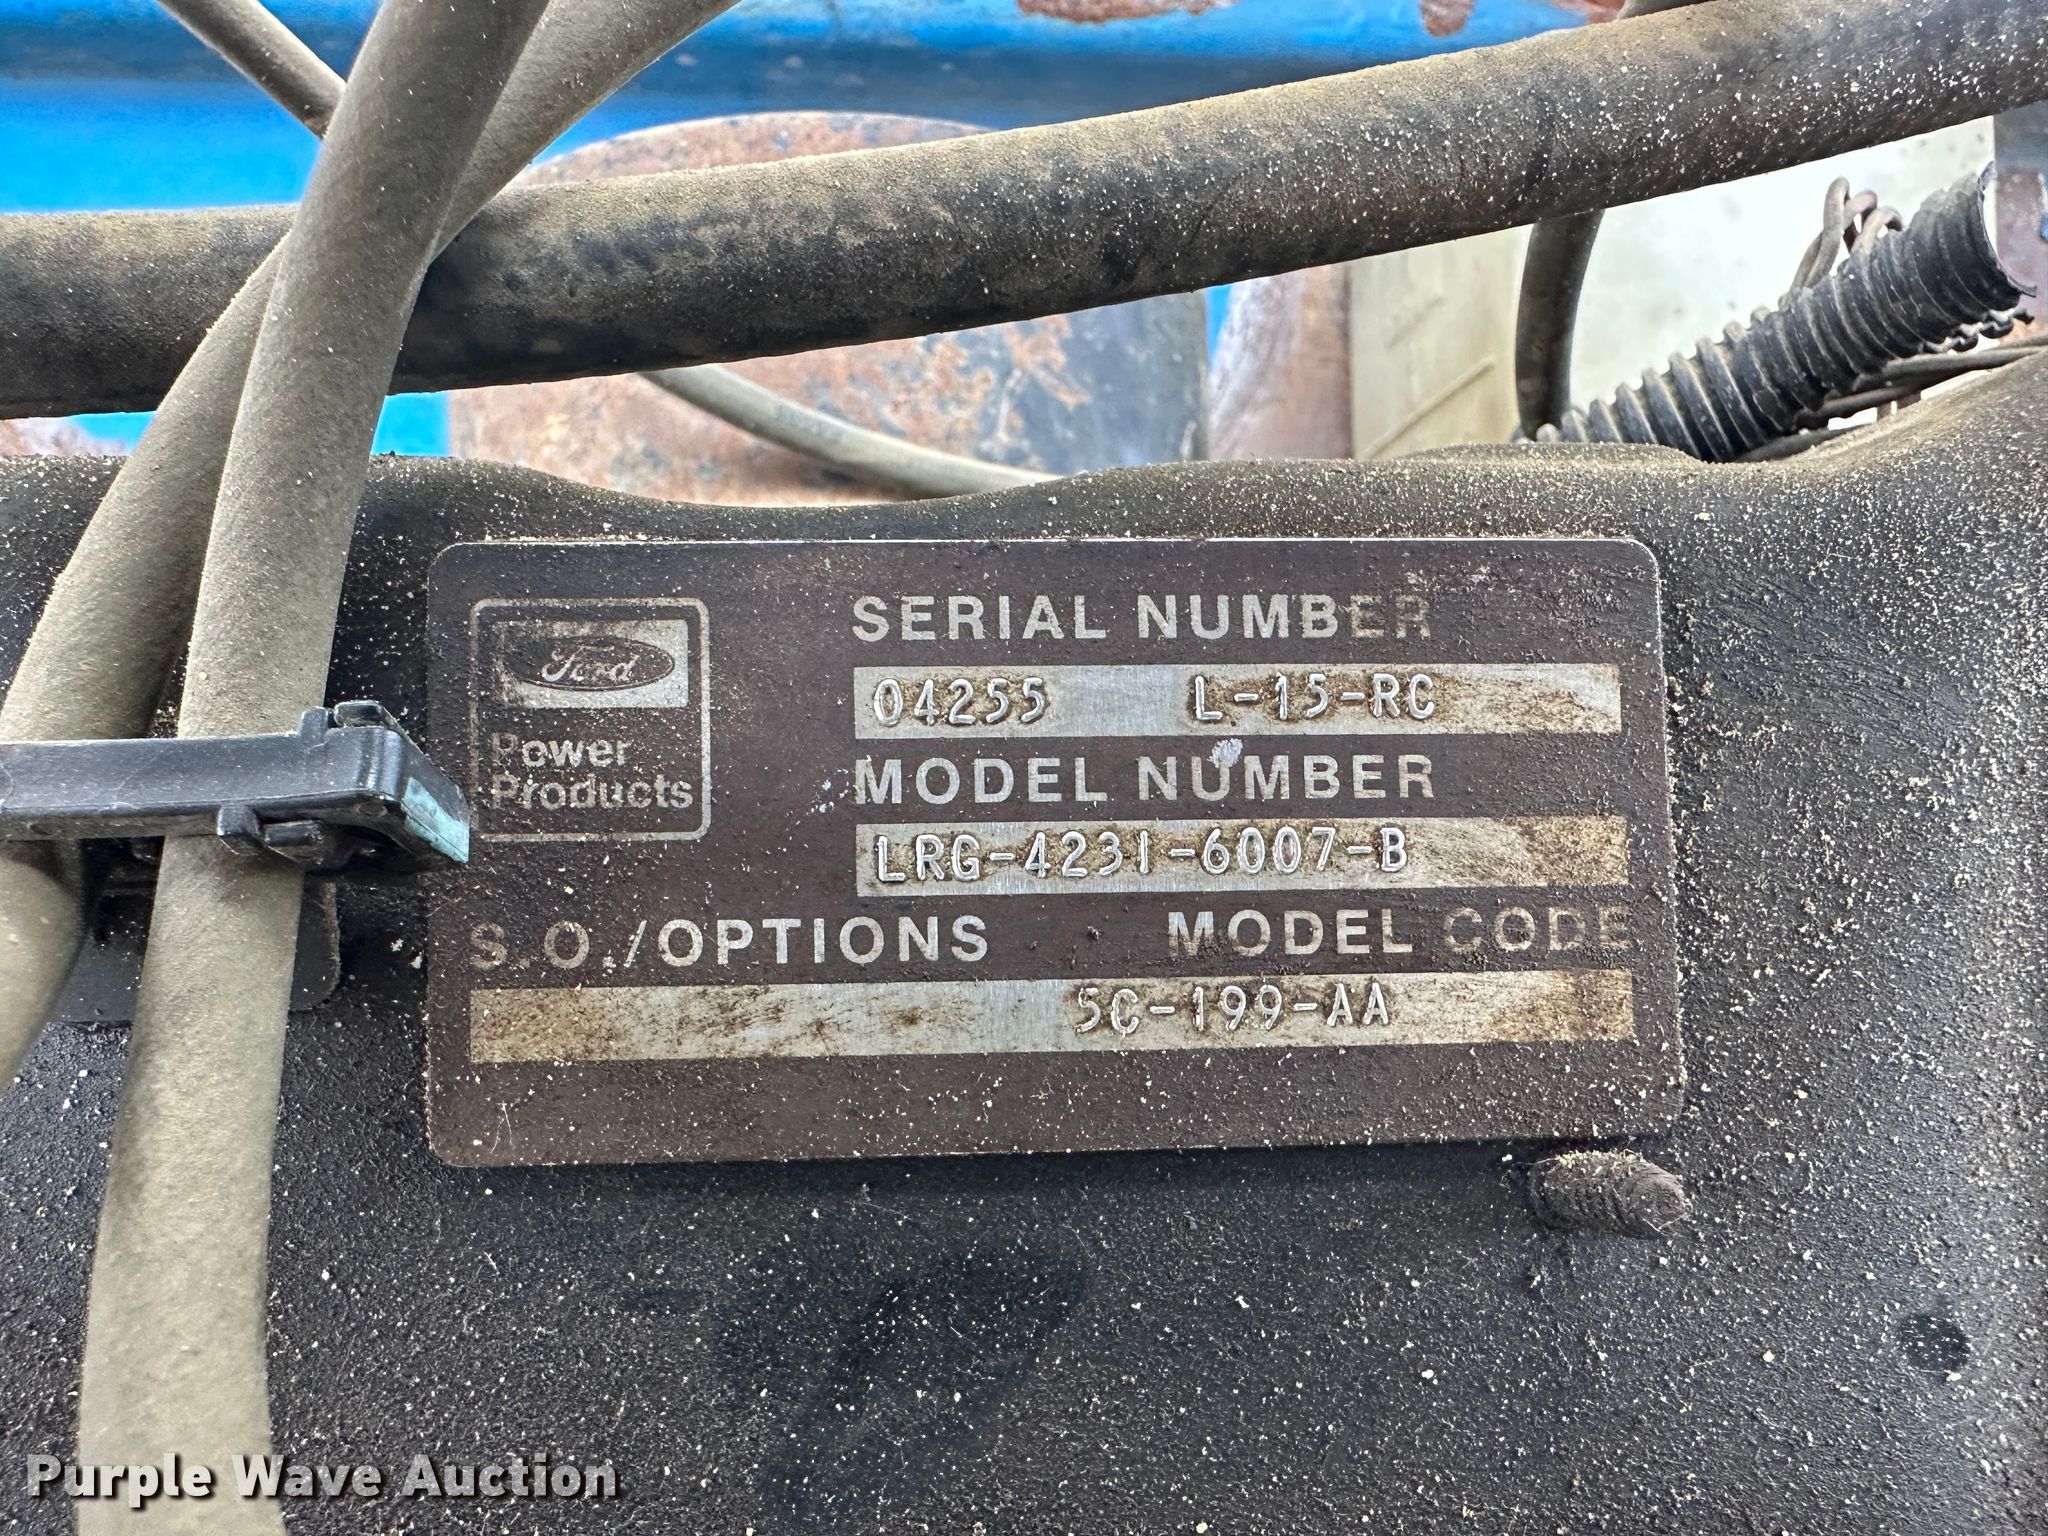 SERIAL NUMBER
Ford
04255 L-15-RC
Power
Products
MODEL NUMBER
LRG-4231-6007-B
S.O./OPTIONS MODEL CODE
5C-199-AA
Purple Wave Auction